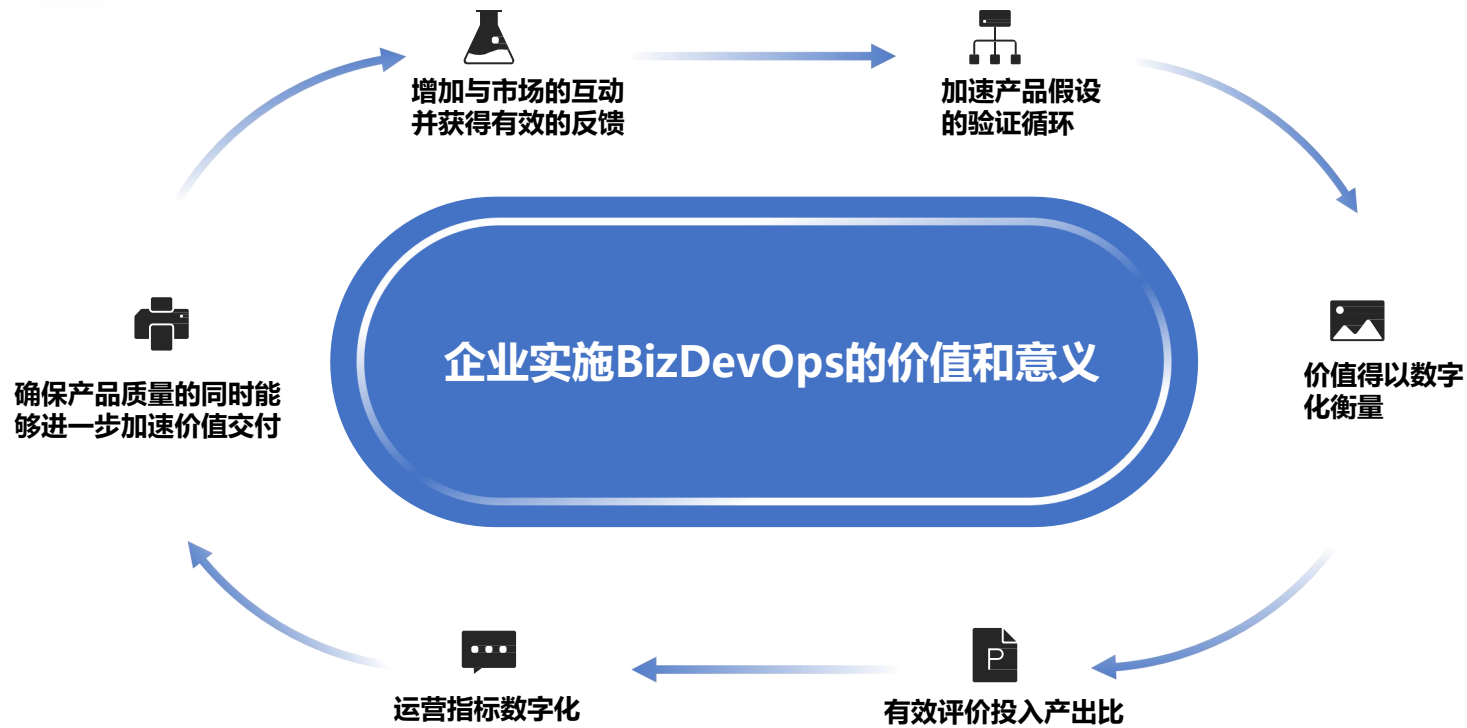 增加与市场的互动
并获得有效的反馈
加速产品假设
的验证循环
企业实施BizDevOps的价值和意义
确保产品质量的同时能
够进一步加速价值交付
价值得以数字
化衡量
运营指标数字化
P
有效评价投入产出比